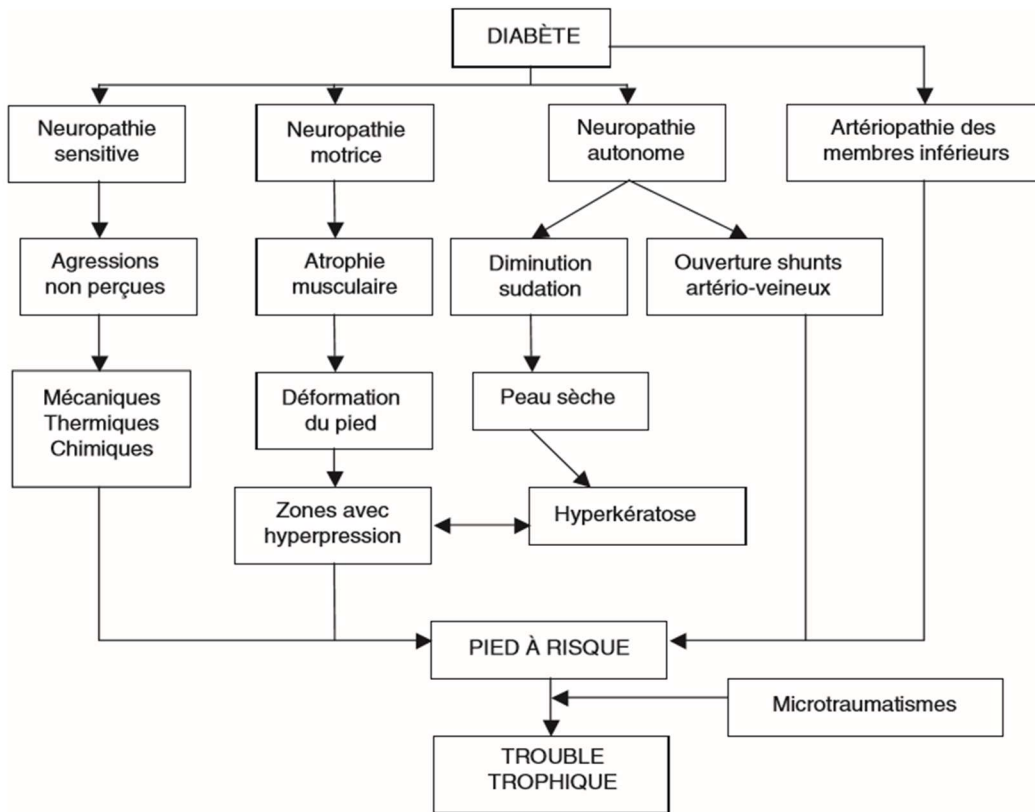 DIABÈTE
Neuropathie
sensitive
Neuropathie
motrice
Neuropathie
autonome
Artériopathie des
membres inférieurs
Agressions
non perçues
Atrophie
musculaire
Diminution
sudation
Ouverture shunts
artério-veineux
Mécaniques
Thermiques
Chimiques
Déformation
du pied
Peau sèche
Zones avec
hyperpression
Hyperkératose
PIED À RISQUE
Microtraumatismes
TROUBLE
TROPHIQUE